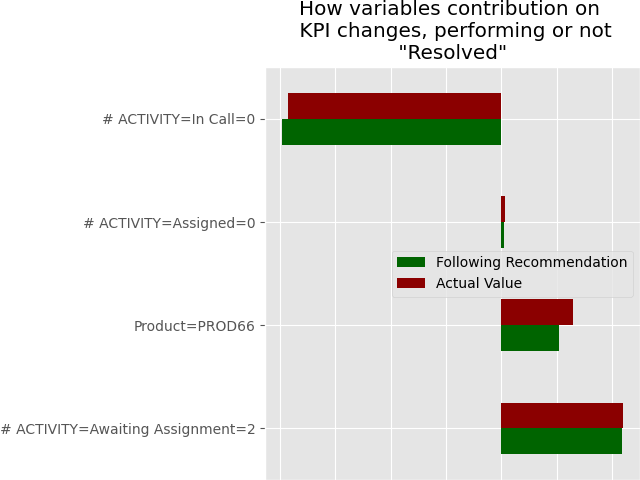 How variables contribution on
KPI changes, performing or not
"Resolved"
# ACTIVITY=In Call=0
# ACTIVITY=Assigned=0
Following Recommendation
Actual Value
Product=PROD66
# ACTIVITY=Awaiting Assignment=2